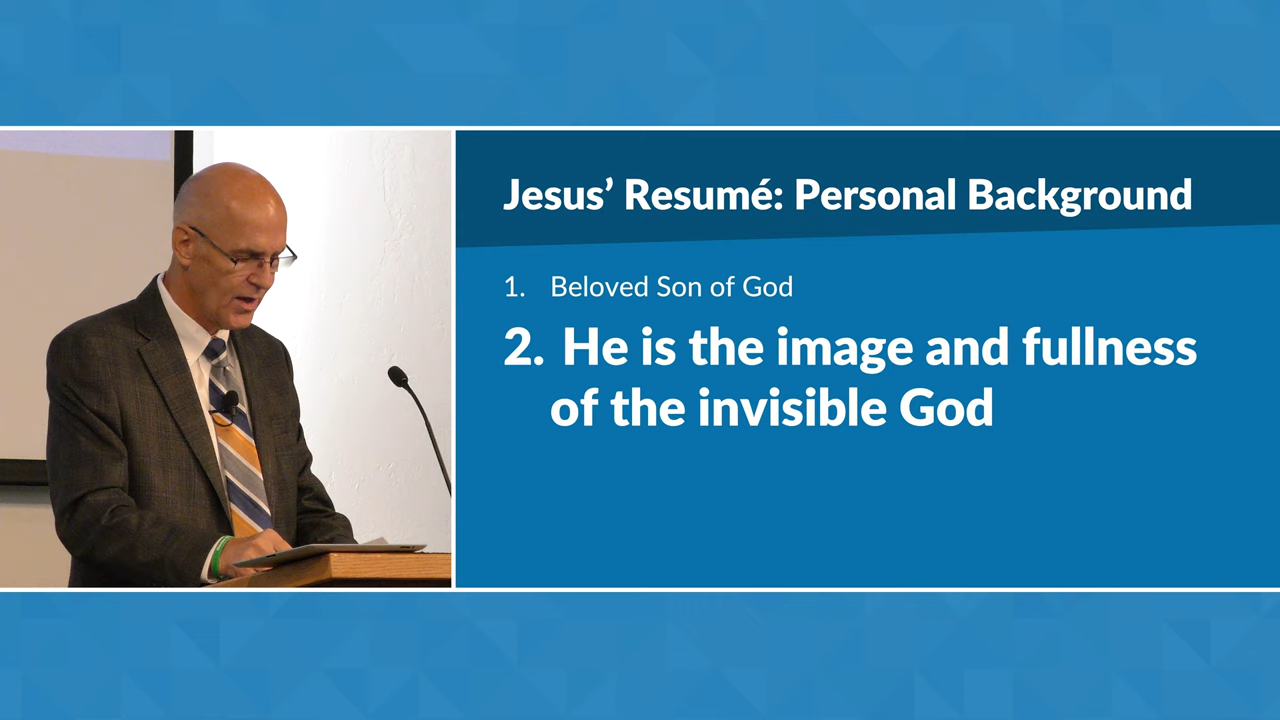 Jesus’ Resumé: Personal Background
1. Beloved Son of God
2. He is the image and fullness
of the invisible God